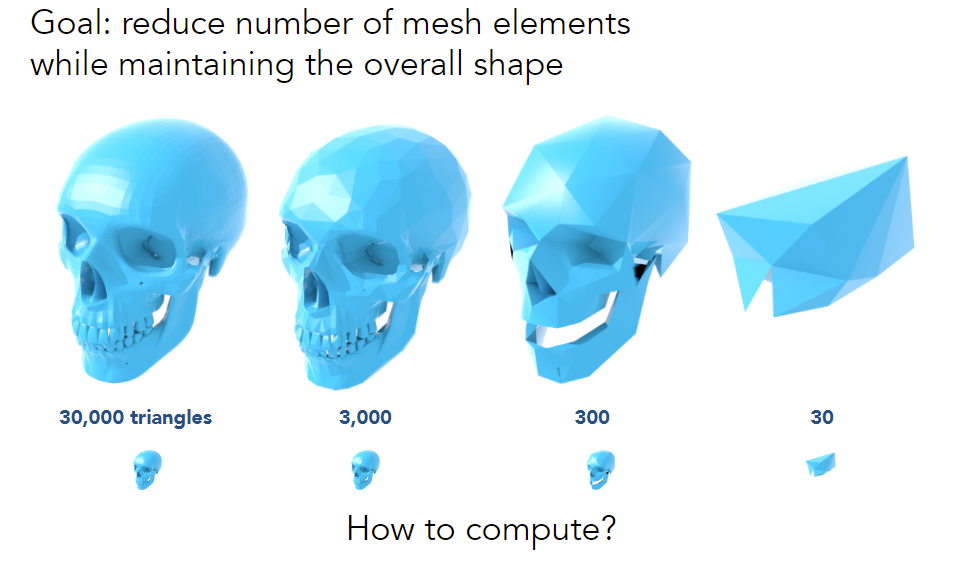 Goal: reduce number of mesh elements
while maintaining the overall shape
30,000 triangles
3,000
300
30
How to compute?